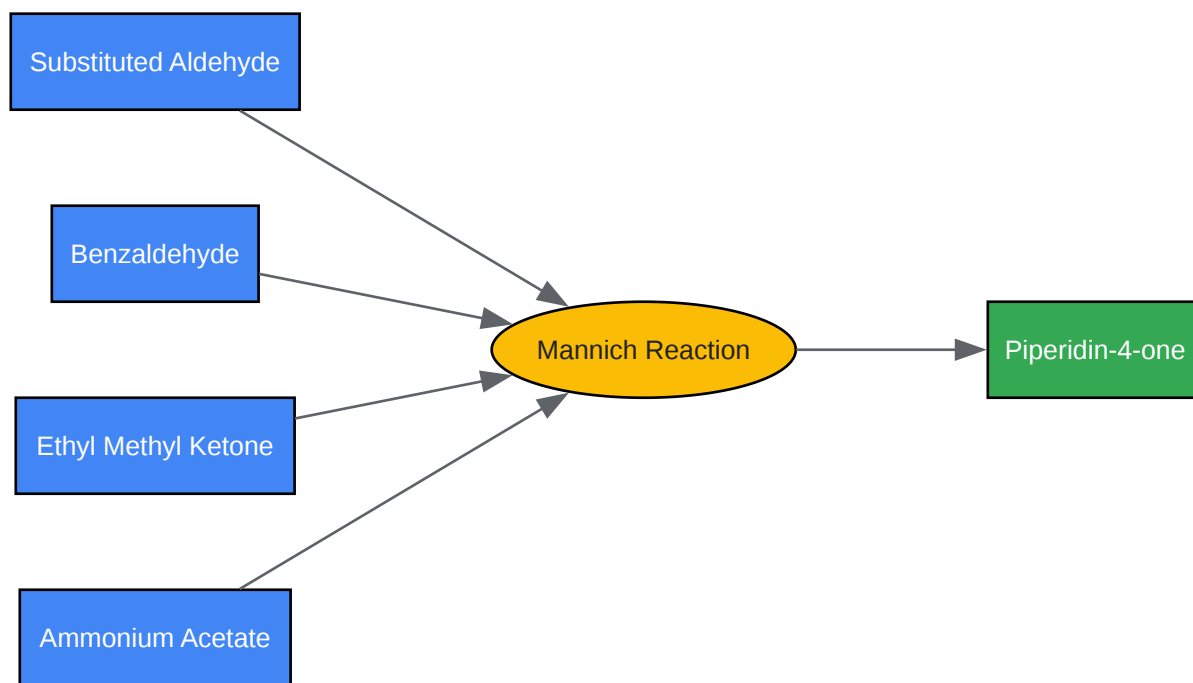 Substituted Aldehyde
Benzaldehyde
Ethyl Methyl Ketone
Ammonium Acetate
Mannich Reaction
Piperidin-4-one